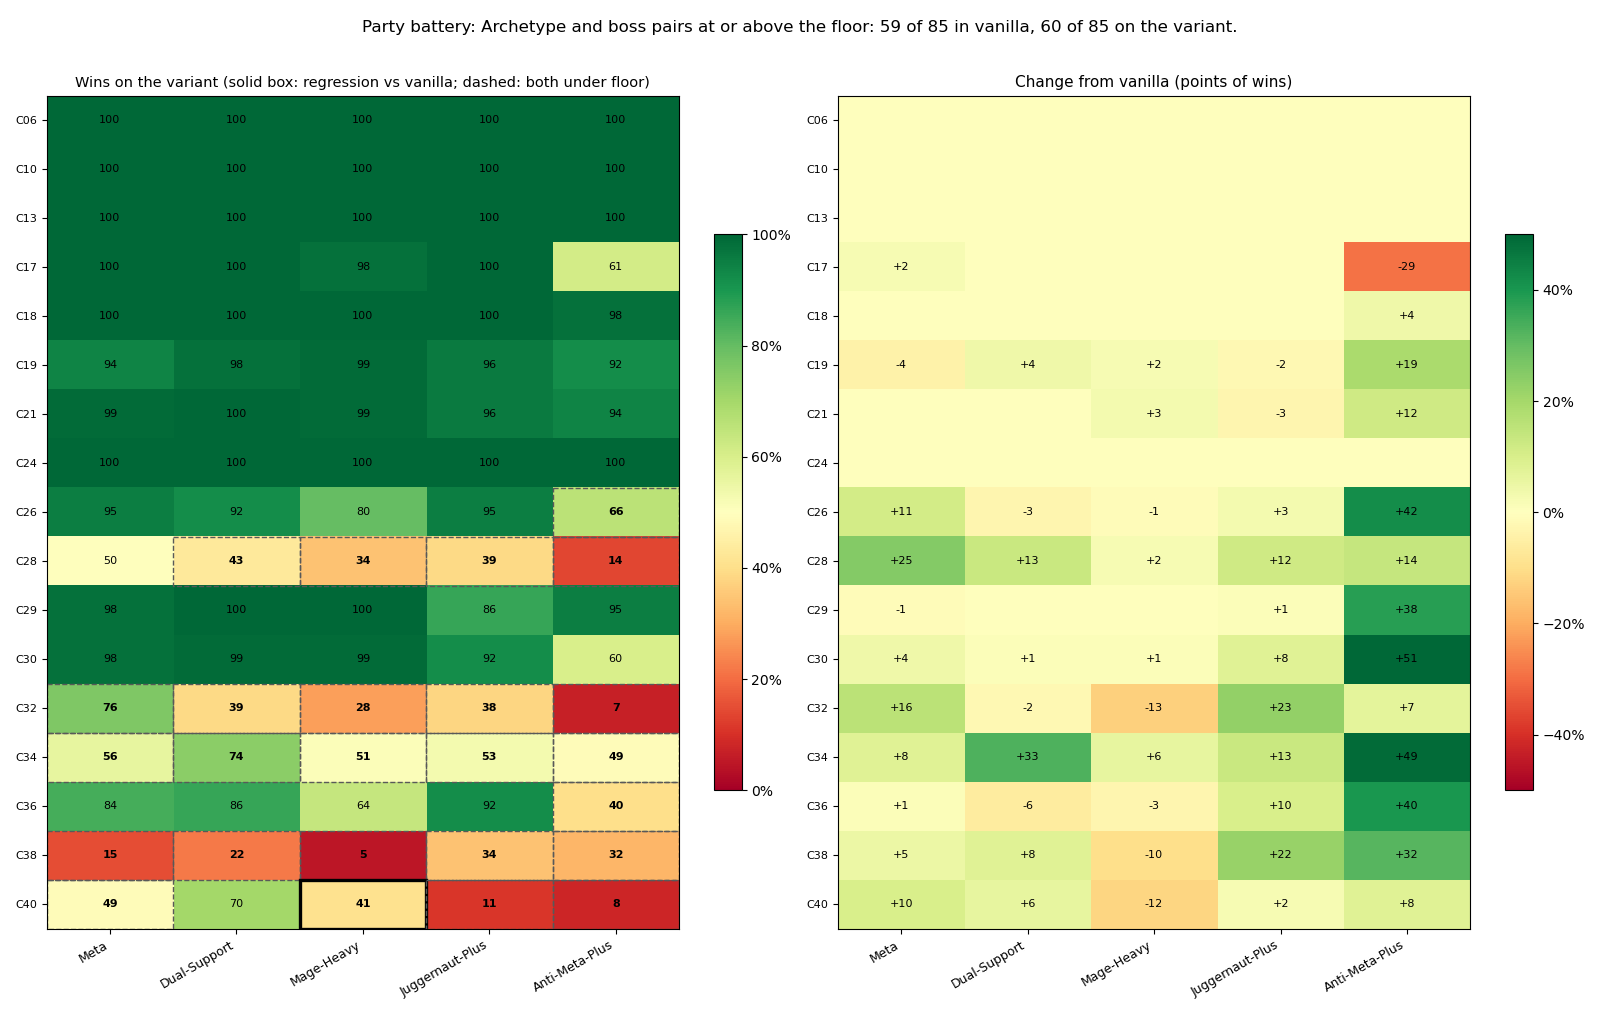 Party battery: Archetype and boss pairs at or above the floor: 59 of 85 in vanilla, 60 of 85 on the variant.
Wins on the variant (solid box: regression vs vanilla; dashed: both under floor)
C06 100 100 100 100 100
C10 100 100 100 100 100
C13 100 100 100 100 100
C17 100 100 98 100 61
C18 100 100 100 100 98
C19 94 98 99 96 92
C21 99 100 99 96 94
C24 100 100 100 100 100
C26 95 92 80 95 66
C28 50 43 34 39 14
C29 98 100 100 86 95
C30 98 99 99 92 60
C32 76 39 28 38 7
C34 56 74 51 53 49
C36 84 86 64 92 40
C38 15 22 5 34 32
C40 49 70 41 11 8
Meta Dual-Support Mage-Heavy Juggernaut-Plus Anti-Meta-Plus
100%
80%
60%
40%
20%
0%
Change from vanilla (points of wins)
C06
C10
C13
C17 +2 -29
C18 +4
C19 -4 +4 +2 -2 +19
C21 +3 -3 +12
C24
C26 +11 -3 -1 +3 +42
C28 +25 +13 +2 +12 +14
C29 -1 +1 +38
C30 +4 +1 +1 +8 +51
C32 +16 -2 -13 +23 +7
C34 +8 +33 +6 +13 +49
C36 +1 -6 -3 +10 +40
C38 +5 +8 -10 +22 +32
C40 +10 +6 -12 +2 +8
Meta Dual-Support Mage-Heavy Juggernaut-Plus Anti-Meta-Plus
40%
20%
0%
−20%
−40%